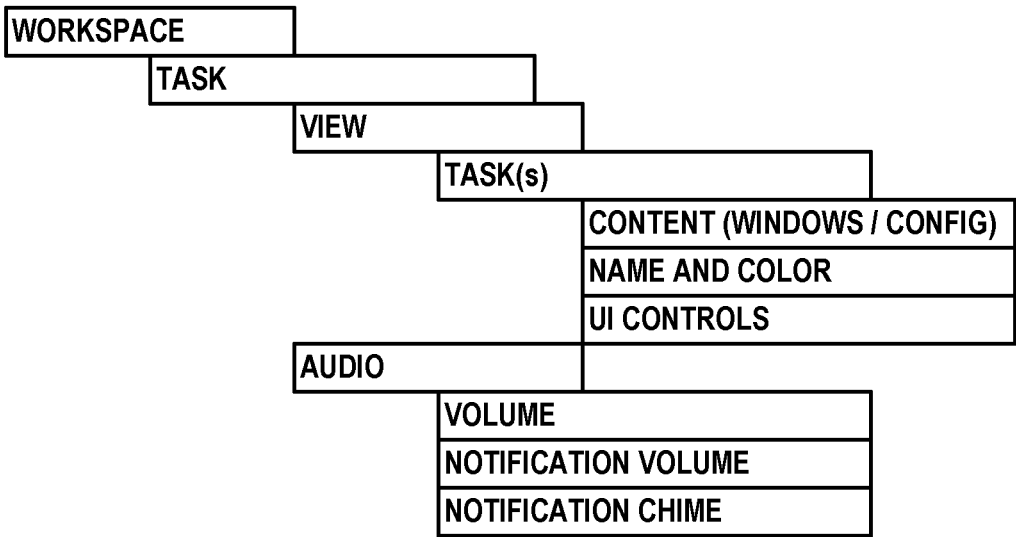 WORKSPACE
TASK
VIEW
TASK(s)
CONTENT (WINDOWS / CONFIG)
NAME AND COLOR
UI CONTROLS
AUDIO
VOLUME
NOTIFICATION VOLUME
NOTIFICATION CHIME